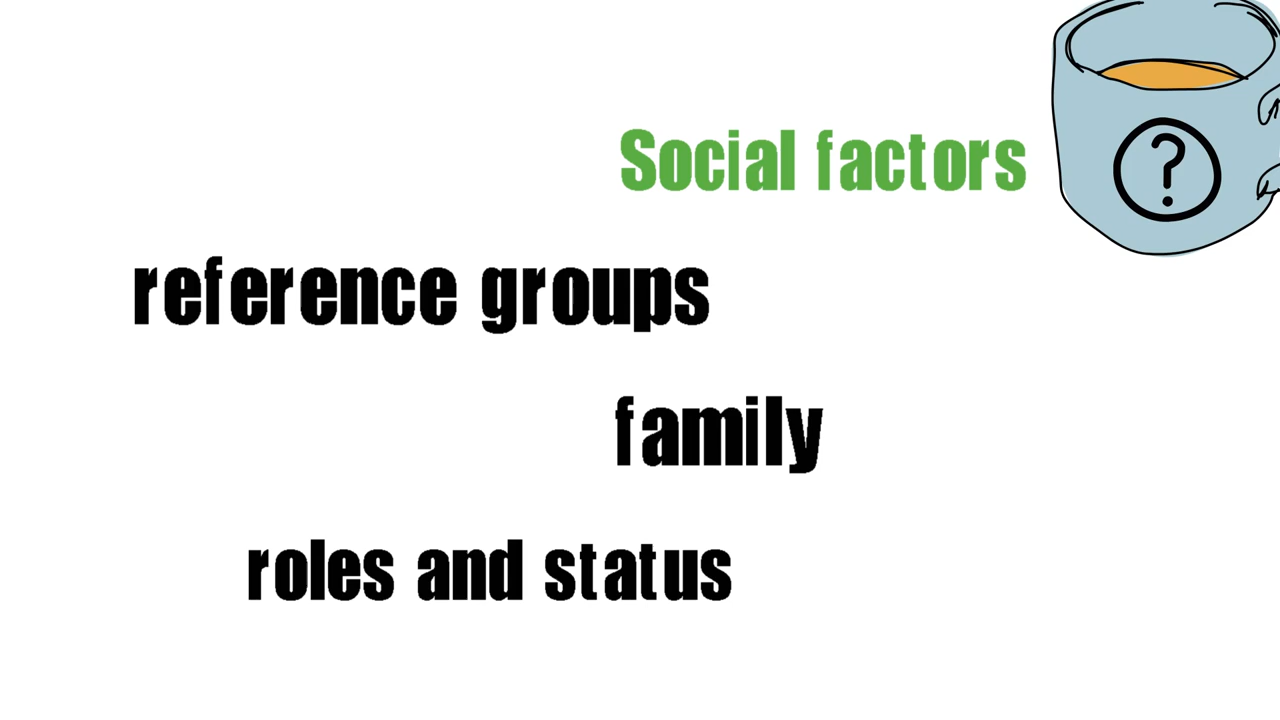 Social factors
?
reference groups
family
roles and status